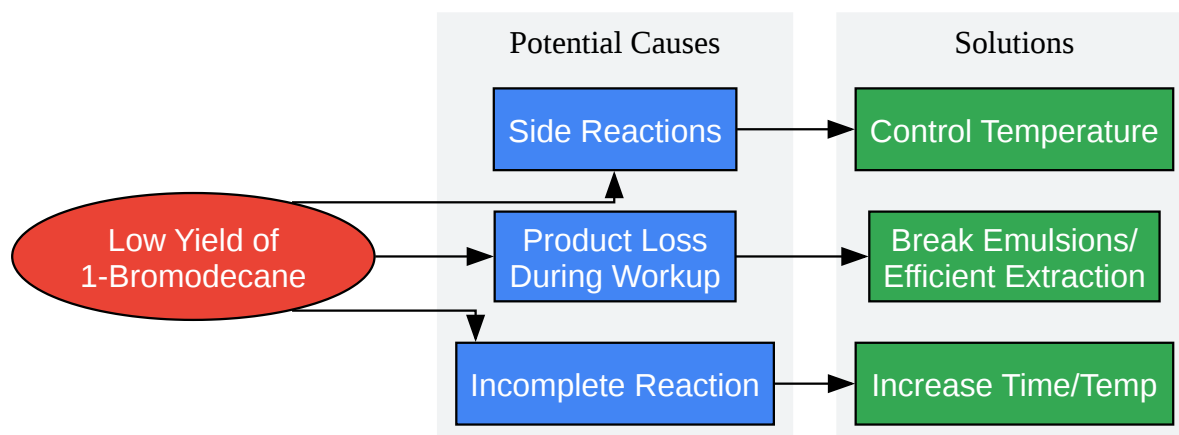 Potential Causes
Solutions
Side Reactions
Control Temperature
Low Yield of
1-Bromodecane
Product Loss
During Workup
Break Emulsions/
Efficient Extraction
Incomplete Reaction
Increase Time/Temp